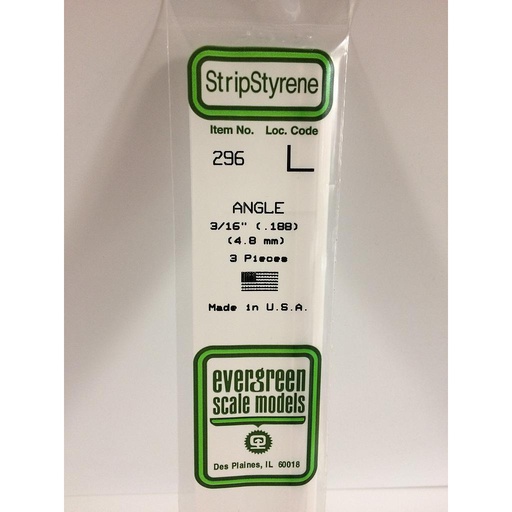 StripStyrene
Item No. Loc. Code
296
ANGLE
3/16" (.188)
(4.8 mm)
3 Pieces
Made in U.S.A.
evergreen
scale models
Des Plaines, IL 60018